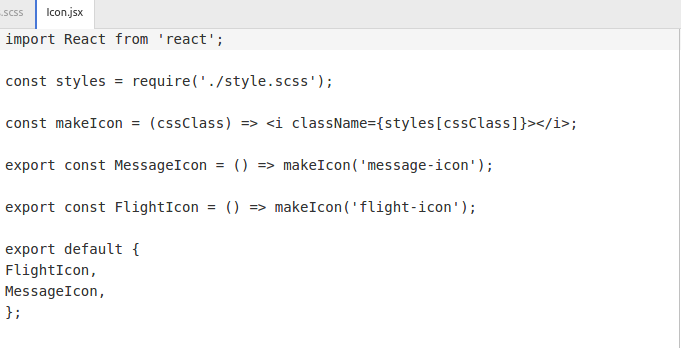 .scss
Icon.jsx
import React from 'react';
const styles = require('./style.scss');
const makeIcon = (cssClass) => <i className={styles[cssClass]}></i>;
export const MessageIcon = () => makeIcon('message-icon');
export const FlightIcon = () => makeIcon('flight-icon');
export default {
FlightIcon,
MessageIcon,
};